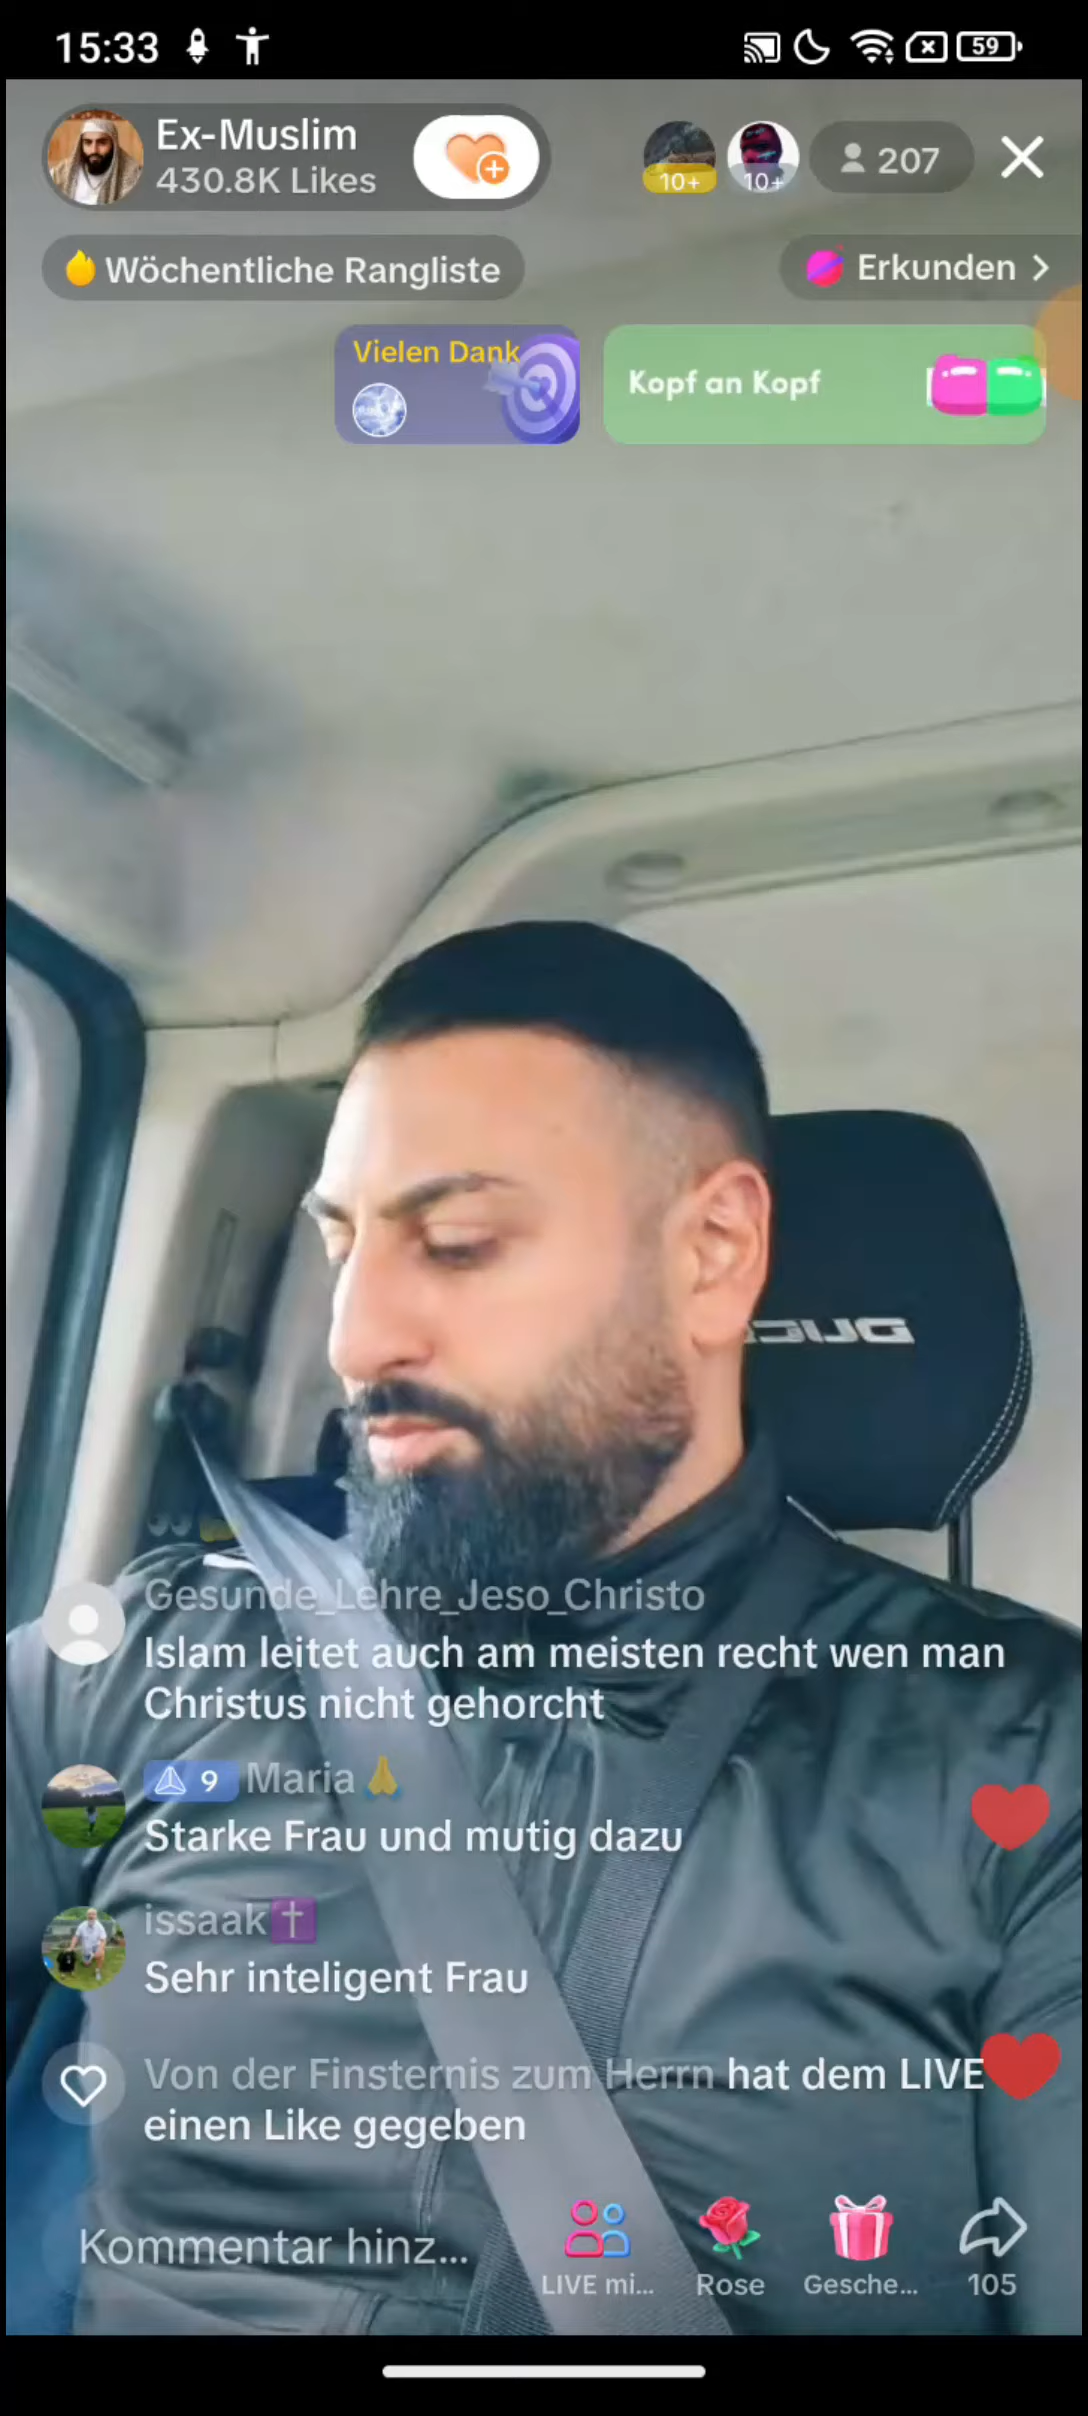 15:33
59
Ex-Muslim
430.8K Likes
10+
10+
207
Wöchentliche Rangliste
Erkunden >
Vielen Dank
Kopf an Kopf
Gesunde_Lehre_Jeso_Christo
Islam leitet auch am meisten recht wen man
Christus nicht gehorcht
9 Maria🙏
Starke Frau und mutig dazu
issaak✝️
Sehr inteligent Frau
Von der Finsternis zum Herrn hat dem LIVE
einen Like gegeben
Kommentar hinz...
LIVE mi...
Rose
Gesche...
105